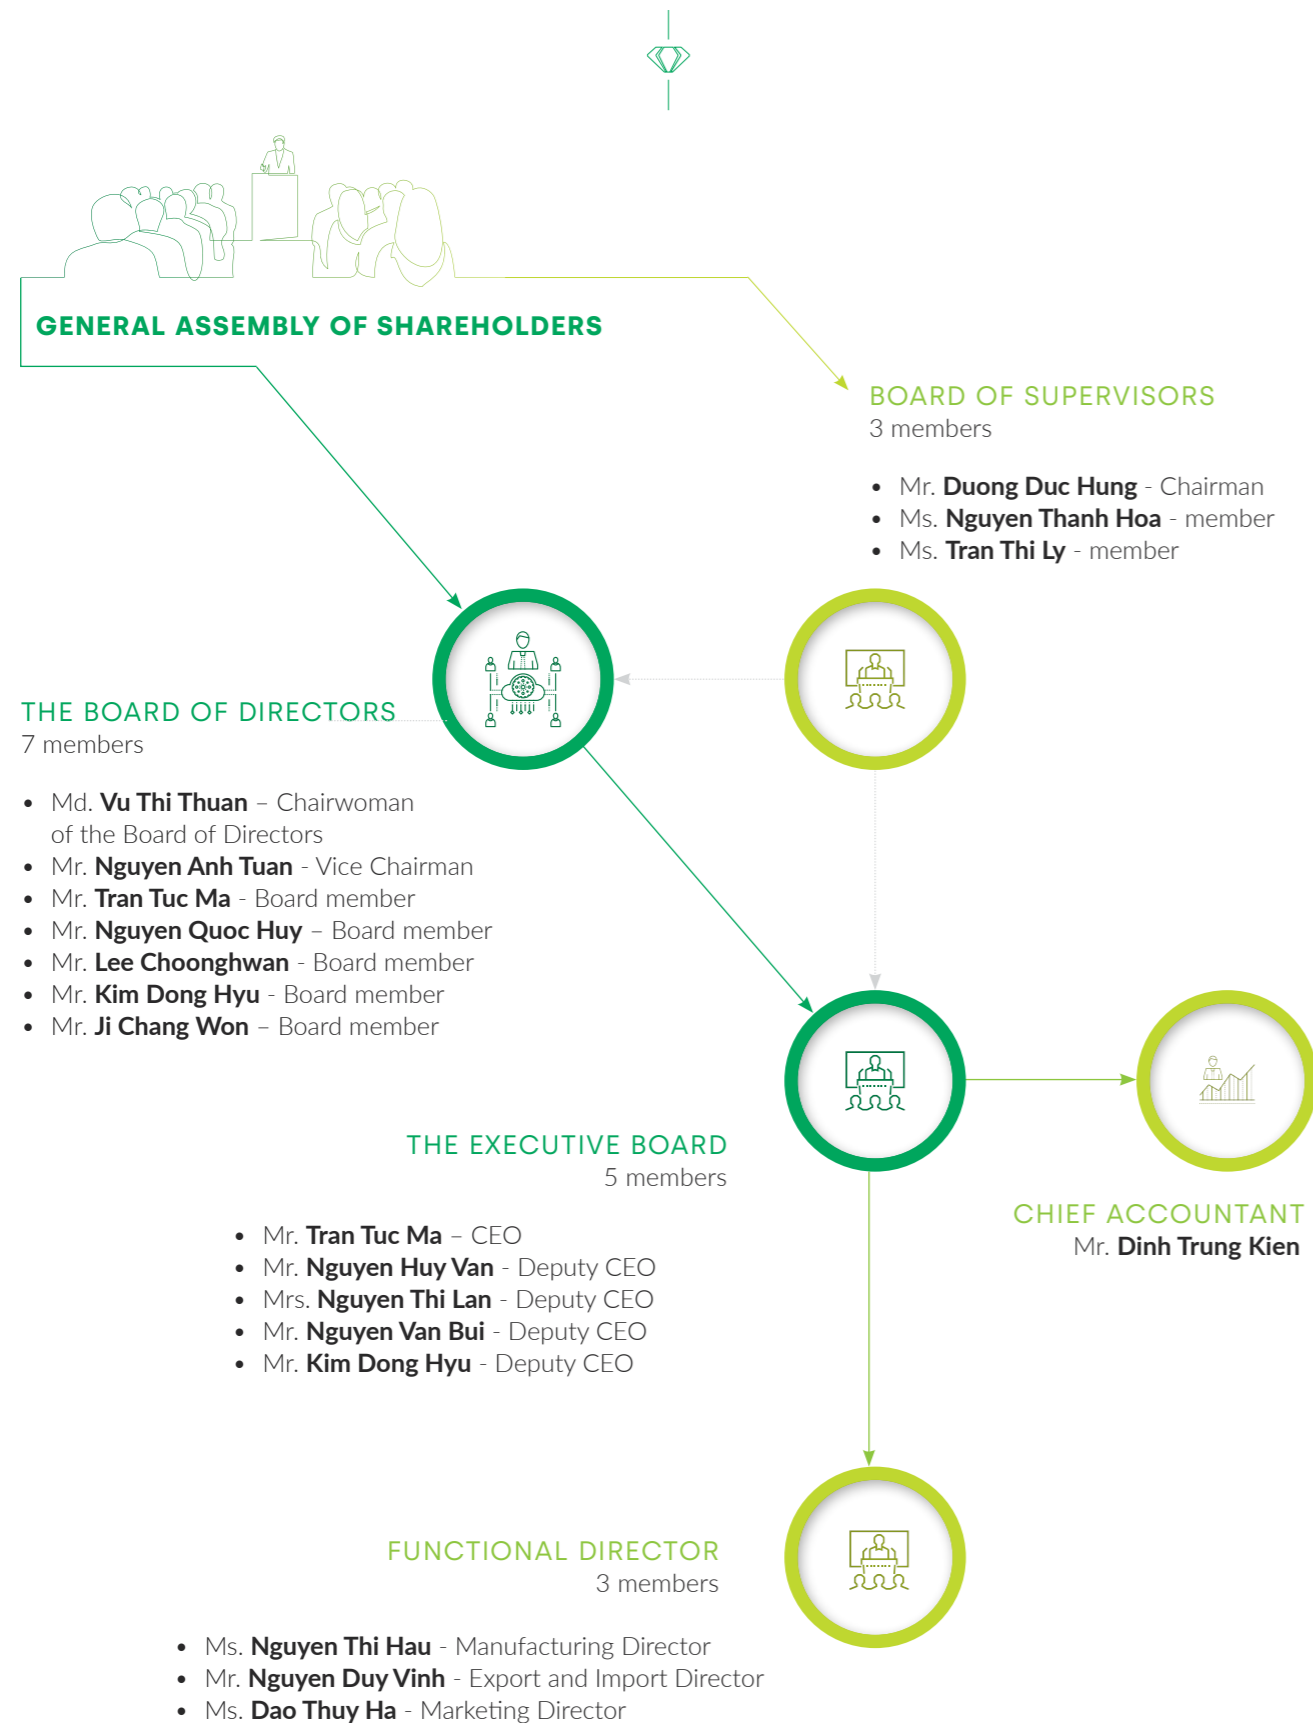 GENERAL ASSEMBLY OF SHAREHOLDERS
BOARD OF SUPERVISORS
3 members
• Mr. Duong Duc Hung - Chairman
• Ms. Nguyen Thanh Hoa - member
• Ms. Tran Thi Ly - member
THE BOARD OF DIRECTORS
7 members
• Md. Vu Thi Thuan – Chairwoman
of the Board of Directors
• Mr. Nguyen Anh Tuan - Vice Chairman
• Mr. Tran Tuc Ma - Board member
• Mr. Nguyen Quoc Huy – Board member
• Mr. Lee Choonghwan - Board member
• Mr. Kim Dong Hyu - Board member
• Mr. Ji Chang Won – Board member
THE EXECUTIVE BOARD
5 members
• Mr. Tran Tuc Ma – CEO
• Mr. Nguyen Huy Van - Deputy CEO
• Mrs. Nguyen Thi Lan - Deputy CEO
• Mr. Nguyen Van Bui - Deputy CEO
• Mr. Kim Dong Hyu - Deputy CEO
CHIEF ACCOUNTANT
Mr. Dinh Trung Kien
FUNCTIONAL DIRECTOR
3 members
• Ms. Nguyen Thi Hau - Manufacturing Director
• Mr. Nguyen Duy Vinh - Export and Import Director
• Ms. Dao Thuy Ha - Marketing Director